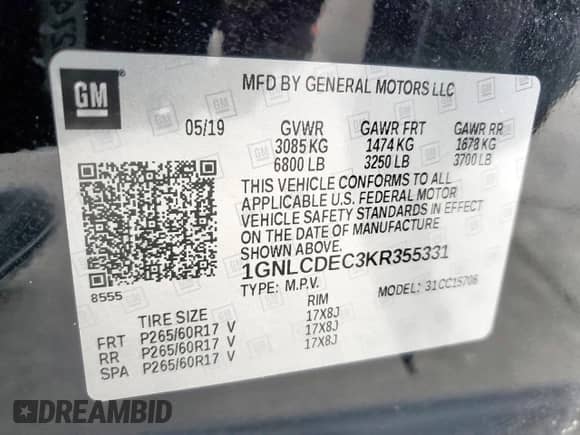 GM
MFD BY GENERAL MOTORS LLC
05/19 GVWR GAWR FRT GAWR RR
3085 KG 1474 KG 1678 KG
6800 LB 3250 LB 3700 LB
THIS VEHICLE CONFORMS TO ALL
APPLICABLE U.S. FEDERAL MOTOR
VEHICLE SAFETY STANDARDS IN EFFECT
ON THE DATE OF MANUFACTURE
SHOWN ABOVE.
1GNLCDEC3KR355331
8555 TYPE: M.P.V. MODEL: 31CC15706
TIRE SIZE RIM
FRT P265/60R17 V 17X8J
RR P265/60R17 V 17X8J
SPA P265/60R17 V 17X8J
DREAMBID